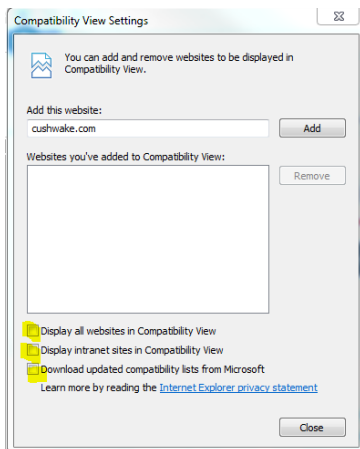 Compatibility View Settings
You can add and remove websites to be displayed in
Compatibility View.
Add this website:
cushwake.com
Add
Websites you've added to Compatibility View:
Remove
Display all websites in Compatibility View
Display intranet sites in Compatibility View
Download updated compatibility lists from Microsoft
Learn more by reading the Internet Explorer privacy statement
Close